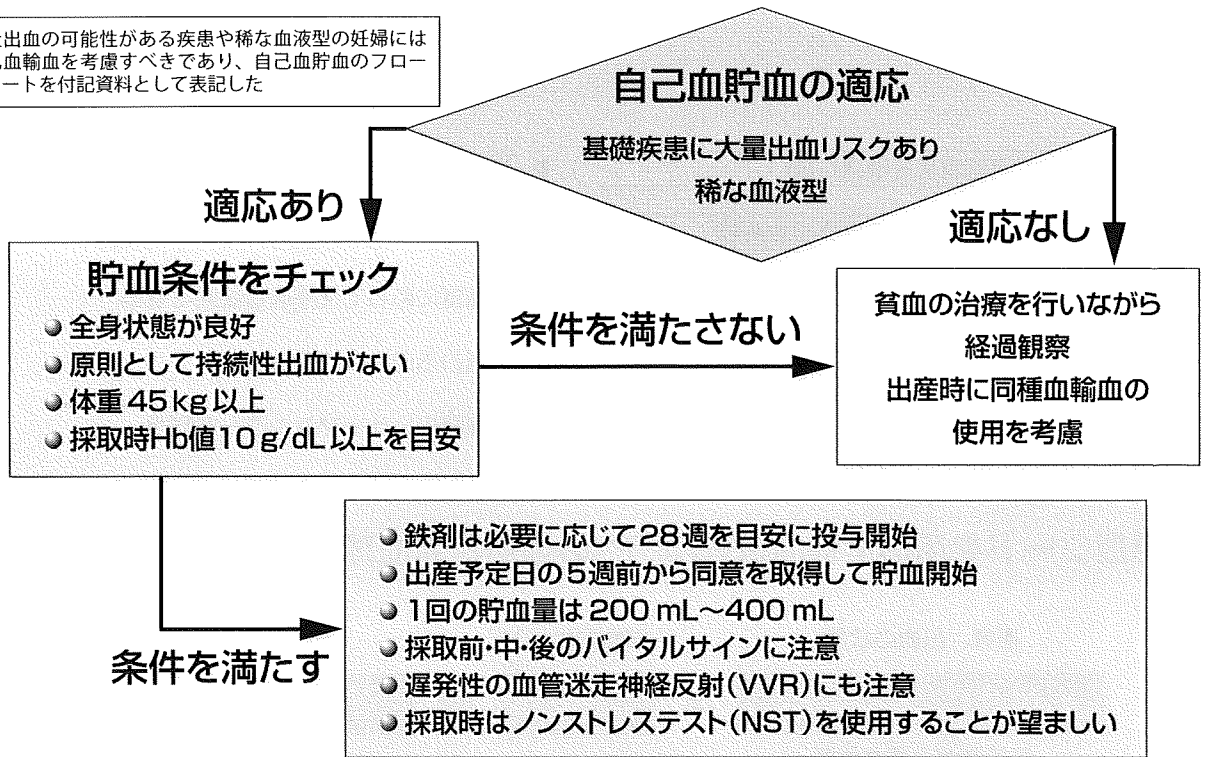 出血の可能性がある疾患や稀な血液型の妊婦には
血輸血を考慮すべきであり、自己血貯血のフロー
ートを付記資料として表記した
自己血貯血の適応
基礎疾患に大量出血リスクあり
稀な血液型
適応あり
適応なし
貯血条件をチェック
全身状態が良好
原則として持続性出血がない
体重45kg以上
採取時Hb値10g/dL以上を目安
条件を満たさない
貧血の治療を行いながら
経過観察
出産時に同種血輸血の
使用を考慮
条件を満たす
鉄剤は必要に応じて28週を目安に投与開始
出産予定日の5週前から同意を取得して貯血開始
1回の貯血量は200 mL〜400 mL
採取前・中・後のバイタルサインに注意
遅発性の血管迷走神経反射(VVR)にも注意
採取時はノンストレステスト(NST)を使用することが望ましい